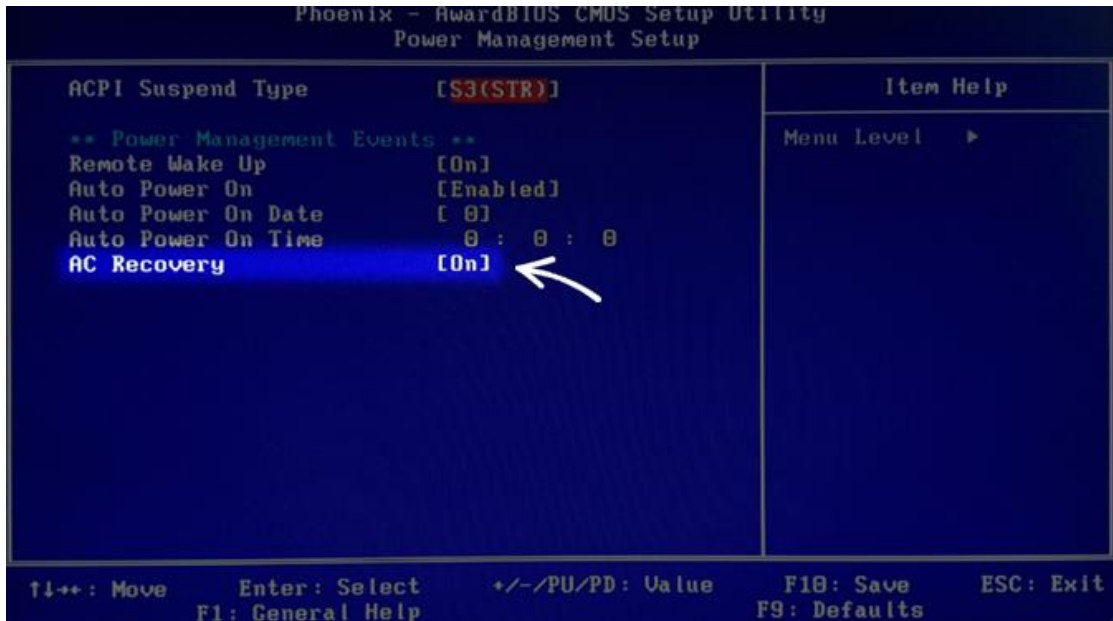 Phoenix - AwardBIOS CMOS Setup Utility
Power Management Setup
ACPI Suspend Type [S3(STR)]
Item Help
** Power Management Events **
Menu Level ▶
Remote Wake Up [On]
Auto Power On [Enabled]
Auto Power On Date [ 0]
Auto Power On Time 0 : 0 : 0
AC Recovery [On]
↑↓→←: Move Enter: Select +/-/PU/PD: Value F10: Save ESC: Exit
F1: General Help F9: Defaults